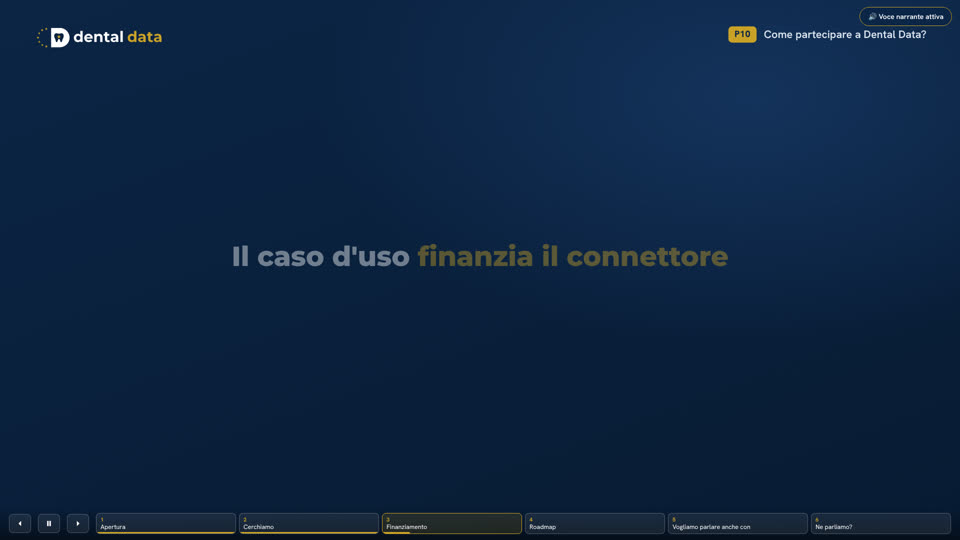 🔊 Voce narrante attiva
dental data
P10 Come partecipare a Dental Data?
Il caso d'uso finanzia il connettore
1
Apertura
2
Cerchiamo
3
Finanziamento
4
Roadmap
5
Vogliamo parlare anche con
6
Ne parliamo?